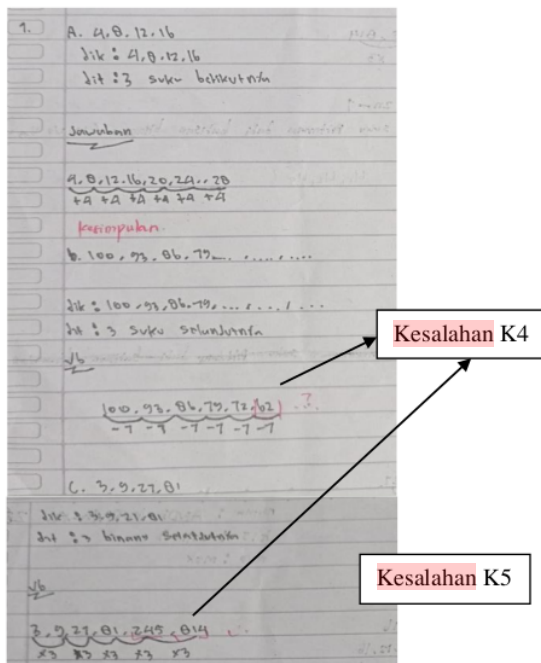 1. A. 4, 8, 12, 16
dik : 4, 8, 12, 16
dit : 3 suku berikutnya
Jawaban
4, 8, 12, 16, 20, 24, 28
+4 +4 +4 +4 +4 +4
kesimpulan.
b. 100, 93, 86, 79, .... , .... , ....
dik : 100, 93, 86, 79, .... , ... , ...
dit : 3 suku selanjutnya
Jb
100, 93, 86, 79, 72, 62 ...?
-7 -7 -7 -7 -7 -7
Kesalahan K4
C. 3, 9, 27, 81
dik : 3, 9, 27, 81
dit : 3
Kesalahan K5
Jb
3, 9, 27, 81, 245, 814
x3 x3 x3 x3 x3